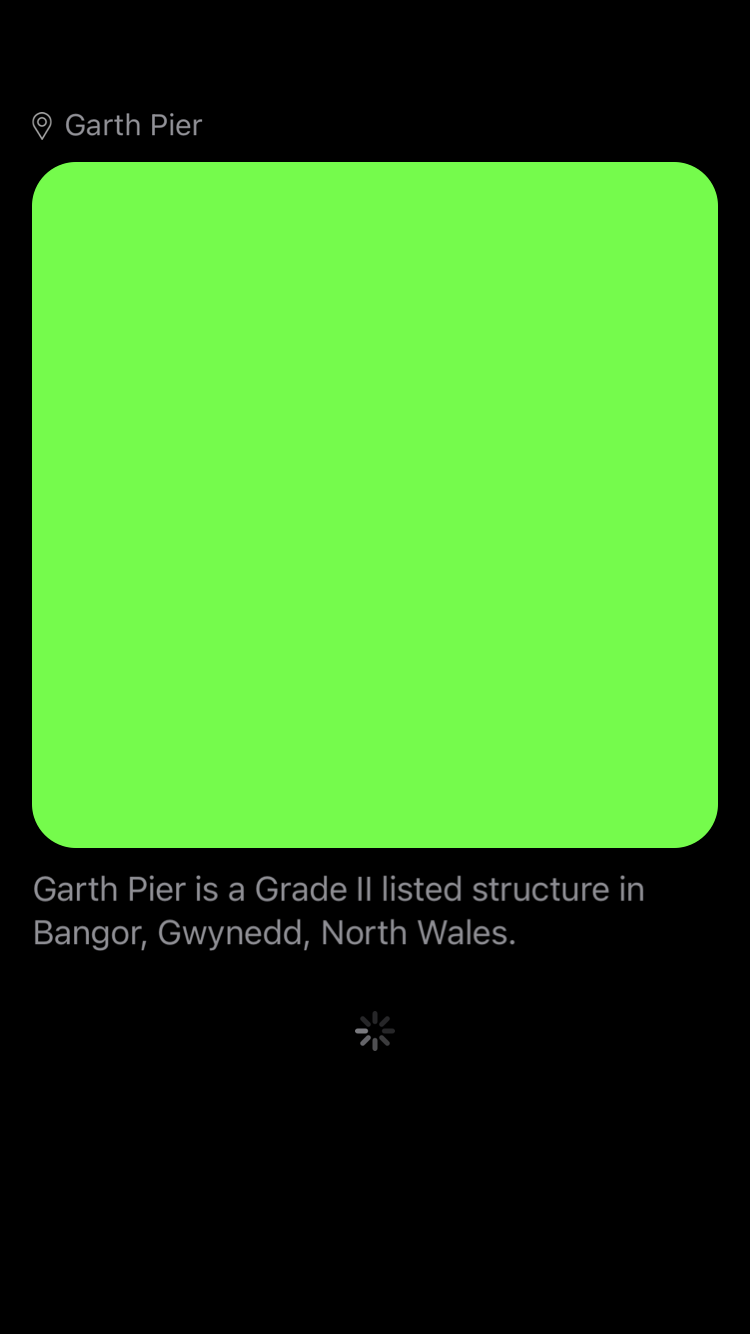 Garth Pier
Garth Pier is a Grade II listed structure in
Bangor, Gwynedd, North Wales.